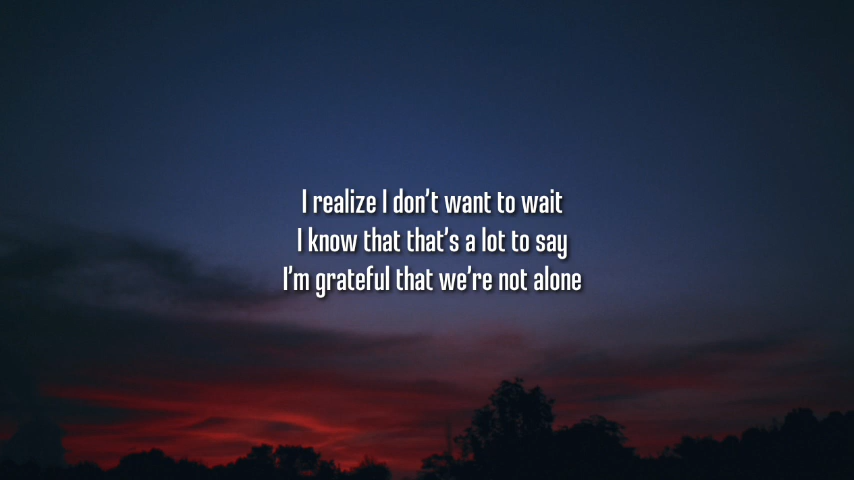 I realize I don't want to wait
I know that that's a lot to say
I'm grateful that we're not alone